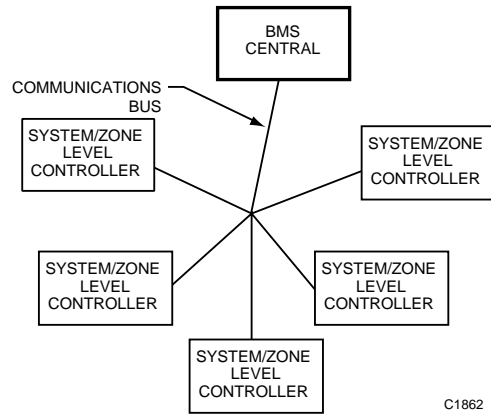 BMS
CENTRAL
COMMUNICATIONS
BUS
SYSTEM/ZONE
LEVEL
CONTROLLER
SYSTEM/ZONE
LEVEL
CONTROLLER
SYSTEM/ZONE
LEVEL
CONTROLLER
SYSTEM/ZONE
LEVEL
CONTROLLER
SYSTEM/ZONE
LEVEL
CONTROLLER
C1862